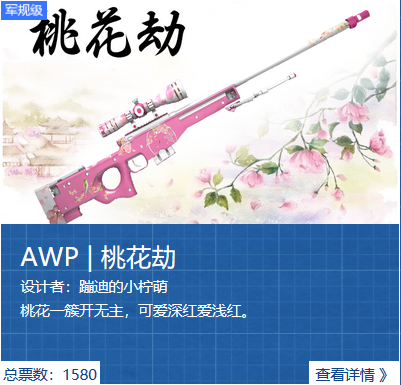 军规级
桃花劫
AWP | 桃花劫
设计者：蹦迪的小柠萌
桃花一簇开无主，可爱深红爱浅红。
总票数：1580
查看详情 》